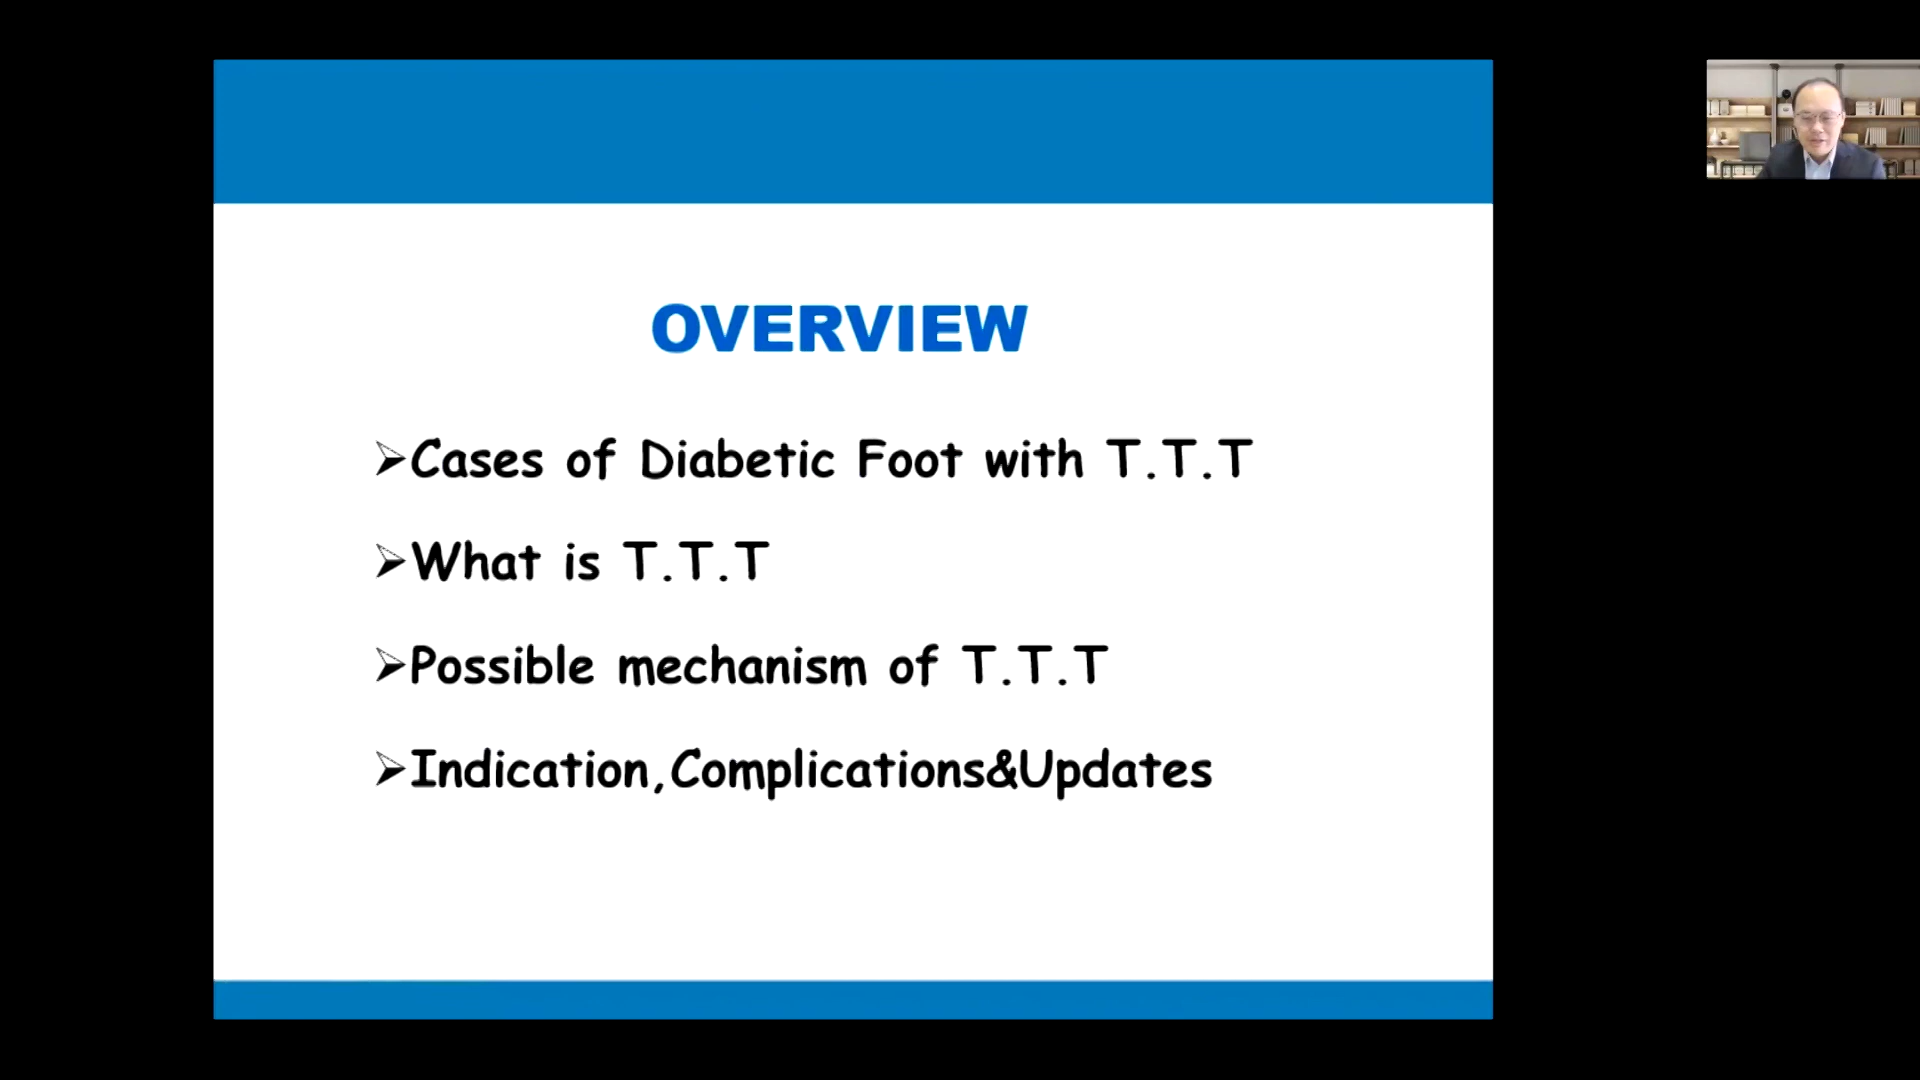 OVERVIEW
➢Cases of Diabetic Foot with T.T.T
➢What is T.T.T
➢Possible mechanism of T.T.T
➢Indication,Complications&Updates